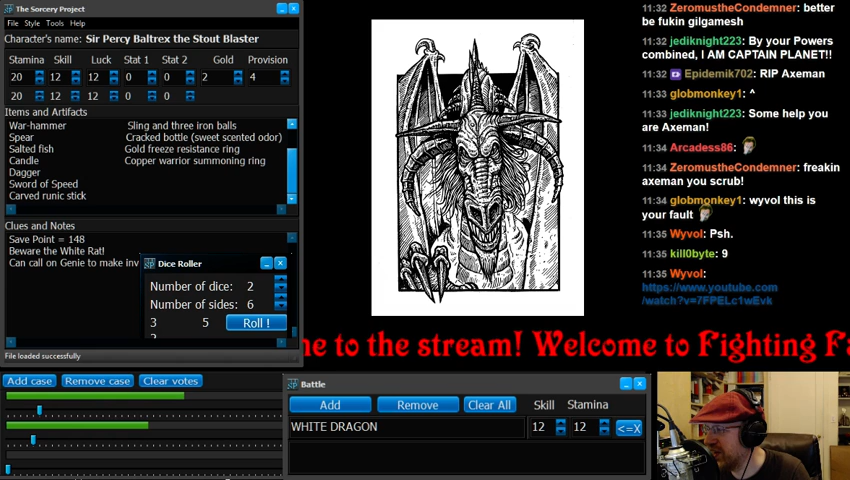 The Sorcery Project
File Style Tools Help
Character's name: Sir Percy Baltrex the Stout Blaster
Stamina Skill Luck Stat 1 Stat 2 Gold Provision
20 12 12 0 0 2 4
20 12 12 0 0
Items and Artifacts
War-hammer Sling and three iron balls
Spear Cracked bottle (sweet scented odor)
Salted fish Gold freeze resistance ring
Candle Copper warrior summoning ring
Dagger
Sword of Speed
Carved runic stick
Clues and Notes
Save Point = 148
Beware the White Rat!
Can call on Genie to make inv
Dice Roller
Number of dice: 2
Number of sides: 6
3 5 Roll !
File loaded successfully
Add case Remove case Clear votes
11:32 ZeromustheCondemner: better
be fukin gilgamesh
11:32 jediknight223: By your Powers
combined, I AM CAPTAIN PLANET!!
11:32 Epidemik702: RIP Axeman
11:33 globmonkey1: ^
11:33 jediknight223: Some help you
are Axeman!
11:34 Arcadess86:
11:34 ZeromustheCondemner: freakin
axeman you scrub!
11:34 globmonkey1: wyvol this is
your fault
11:35 Wyvol: Psh.
11:35 kill0byte: 9
11:35 Wyvol:
https://www.youtube.com
/watch?v=7FPELc1wEvk
me to the stream! Welcome to Fighting Fa
Battle
Add Remove Clear All Skill Stamina
WHITE DRAGON 12 12 <=X